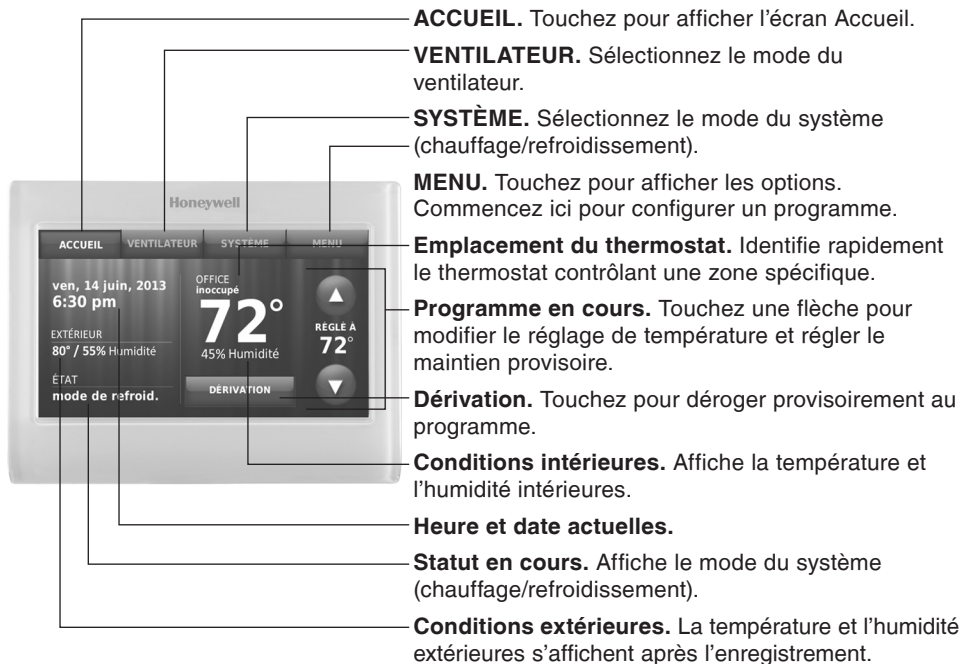 ACCUEIL. Touchez pour afficher l'écran Accueil.
VENTILATEUR. Sélectionnez le mode du
ventilateur.
SYSTÈME. Sélectionnez le mode du système
(chauffage/refroidissement).
MENU. Touchez pour afficher les options.
Commencez ici pour configurer un programme.
Emplacement du thermostat. Identifie rapidement
le thermostat contrôlant une zone spécifique.
Programme en cours. Touchez une flèche pour
modifier le réglage de température et régler le
maintien provisoire.
Dérivation. Touchez pour déroger provisoirement au
programme.
Conditions intérieures. Affiche la température et
l'humidité intérieures.
Heure et date actuelles.
Statut en cours. Affiche le mode du système
(chauffage/refroidissement).
Conditions extérieures. La température et l'humidité
extérieures s'affichent après l'enregistrement.
Honeywell
ACCUEIL VENTILATEUR SYSTÈME MENU
ven, 14 juin, 2013
6:30 pm
EXTÉRIEUR
80° / 55% Humidité
ÉTAT
mode de refroid.
OFFICE
inoccupé
72°
45% Humidité
DÉRIVATION
RÉGLÉ À
72°